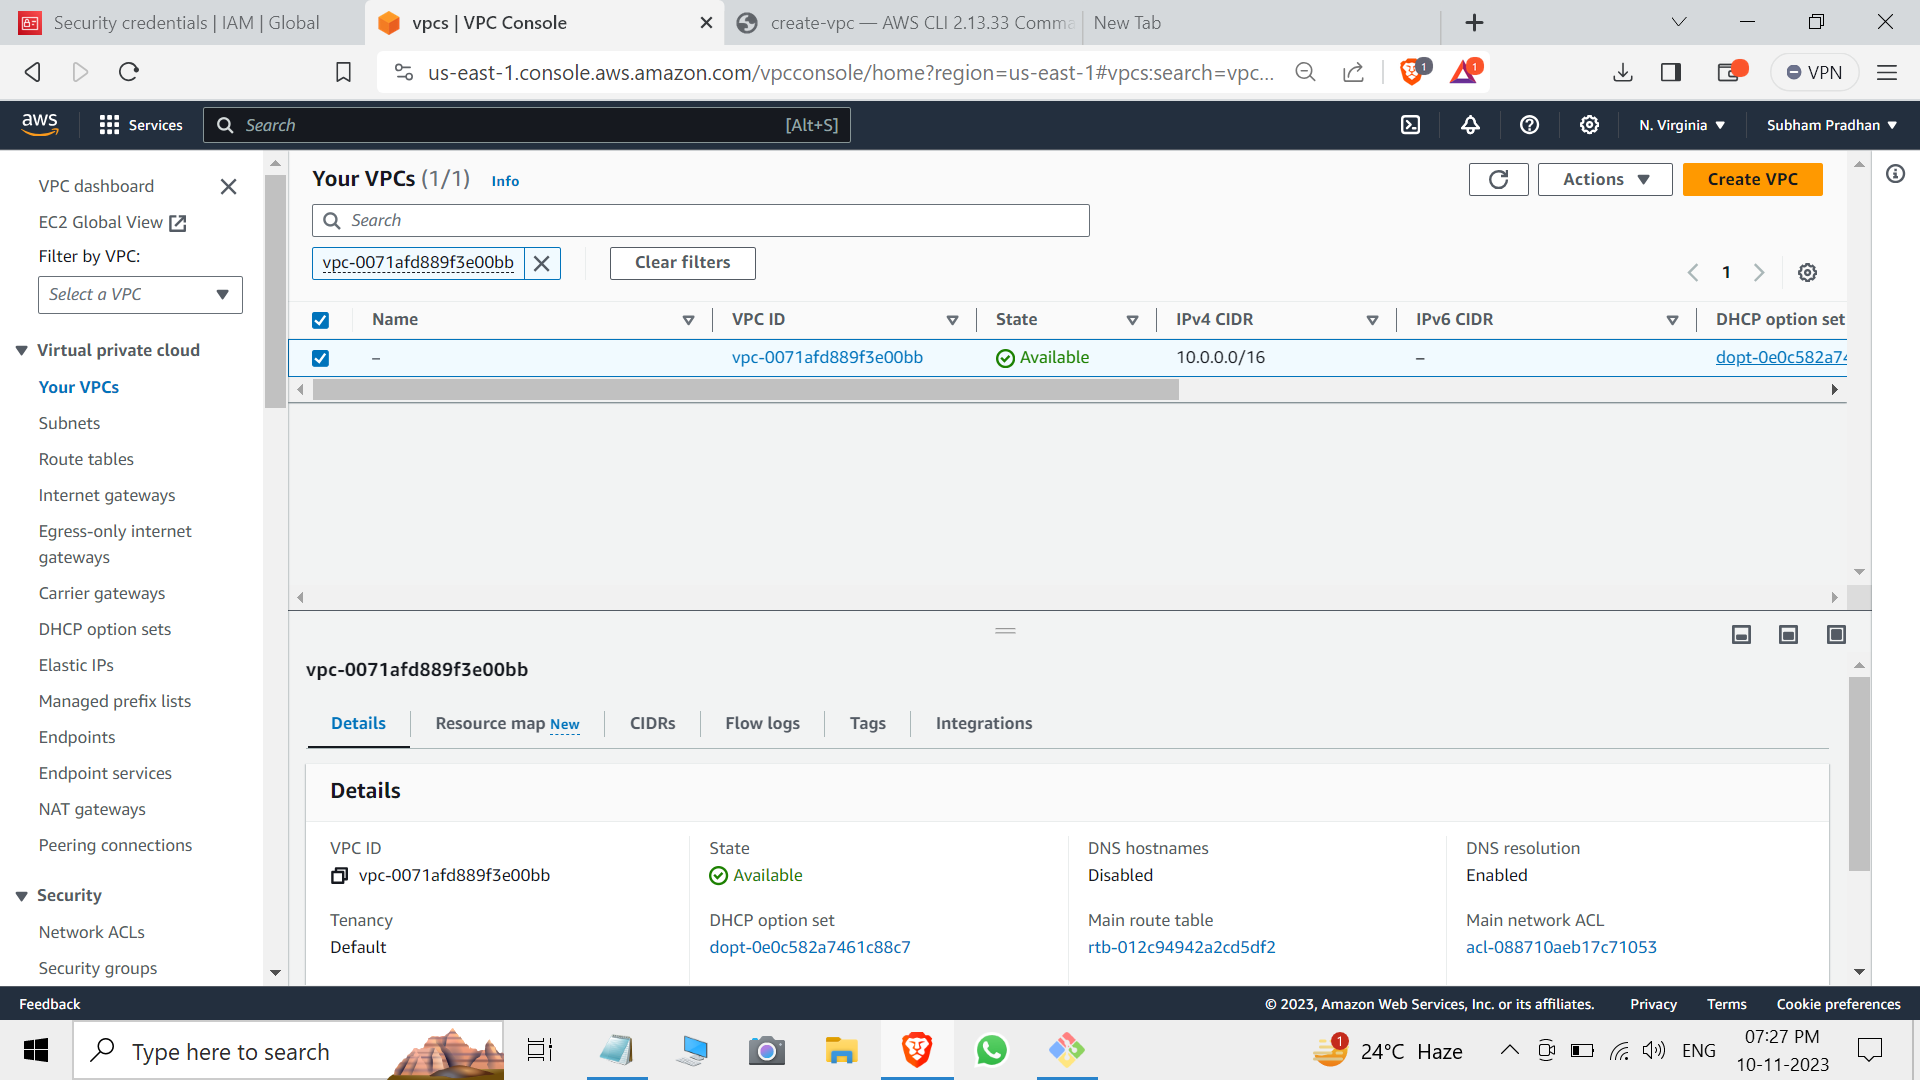 Security credentials | IAM | Global
vpcs | VPC Console
create-vpc — AWS CLI 2.13.33 Comma
New Tab
us-east-1.console.aws.amazon.com/vpcconsole/home?region=us-east-1#vpcs:search=vpc...
1
1
VPN
aws
Services
Search
[Alt+S]
N. Virginia
Subham Pradhan
VPC dashboard
EC2 Global View
Filter by VPC:
Select a VPC
Virtual private cloud
Your VPCs
Subnets
Route tables
Internet gateways
Egress-only internet
gateways
Carrier gateways
DHCP option sets
Elastic IPs
Managed prefix lists
Endpoints
Endpoint services
NAT gateways
Peering connections
Security
Network ACLs
Security groups
Your VPCs (1/1) Info
Actions
Create VPC
Search
vpc-0071afd889f3e00bb
Clear filters
1
Name VPC ID State IPv4 CIDR IPv6 CIDR DHCP option set
– vpc-0071afd889f3e00bb Available 10.0.0.0/16 – dopt-0e0c582a74
vpc-0071afd889f3e00bb
Details Resource map New CIDRs Flow logs Tags Integrations
Details
VPC ID State DNS hostnames DNS resolution
vpc-0071afd889f3e00bb Available Disabled Enabled
Tenancy DHCP option set Main route table Main network ACL
Default dopt-0e0c582a7461c88c7 rtb-012c94942a2cd5df2 acl-088710aeb17c71053
Feedback
© 2023, Amazon Web Services, Inc. or its affiliates. Privacy Terms Cookie preferences
Type here to search
1
24°C Haze
ENG
07:27 PM
10-11-2023